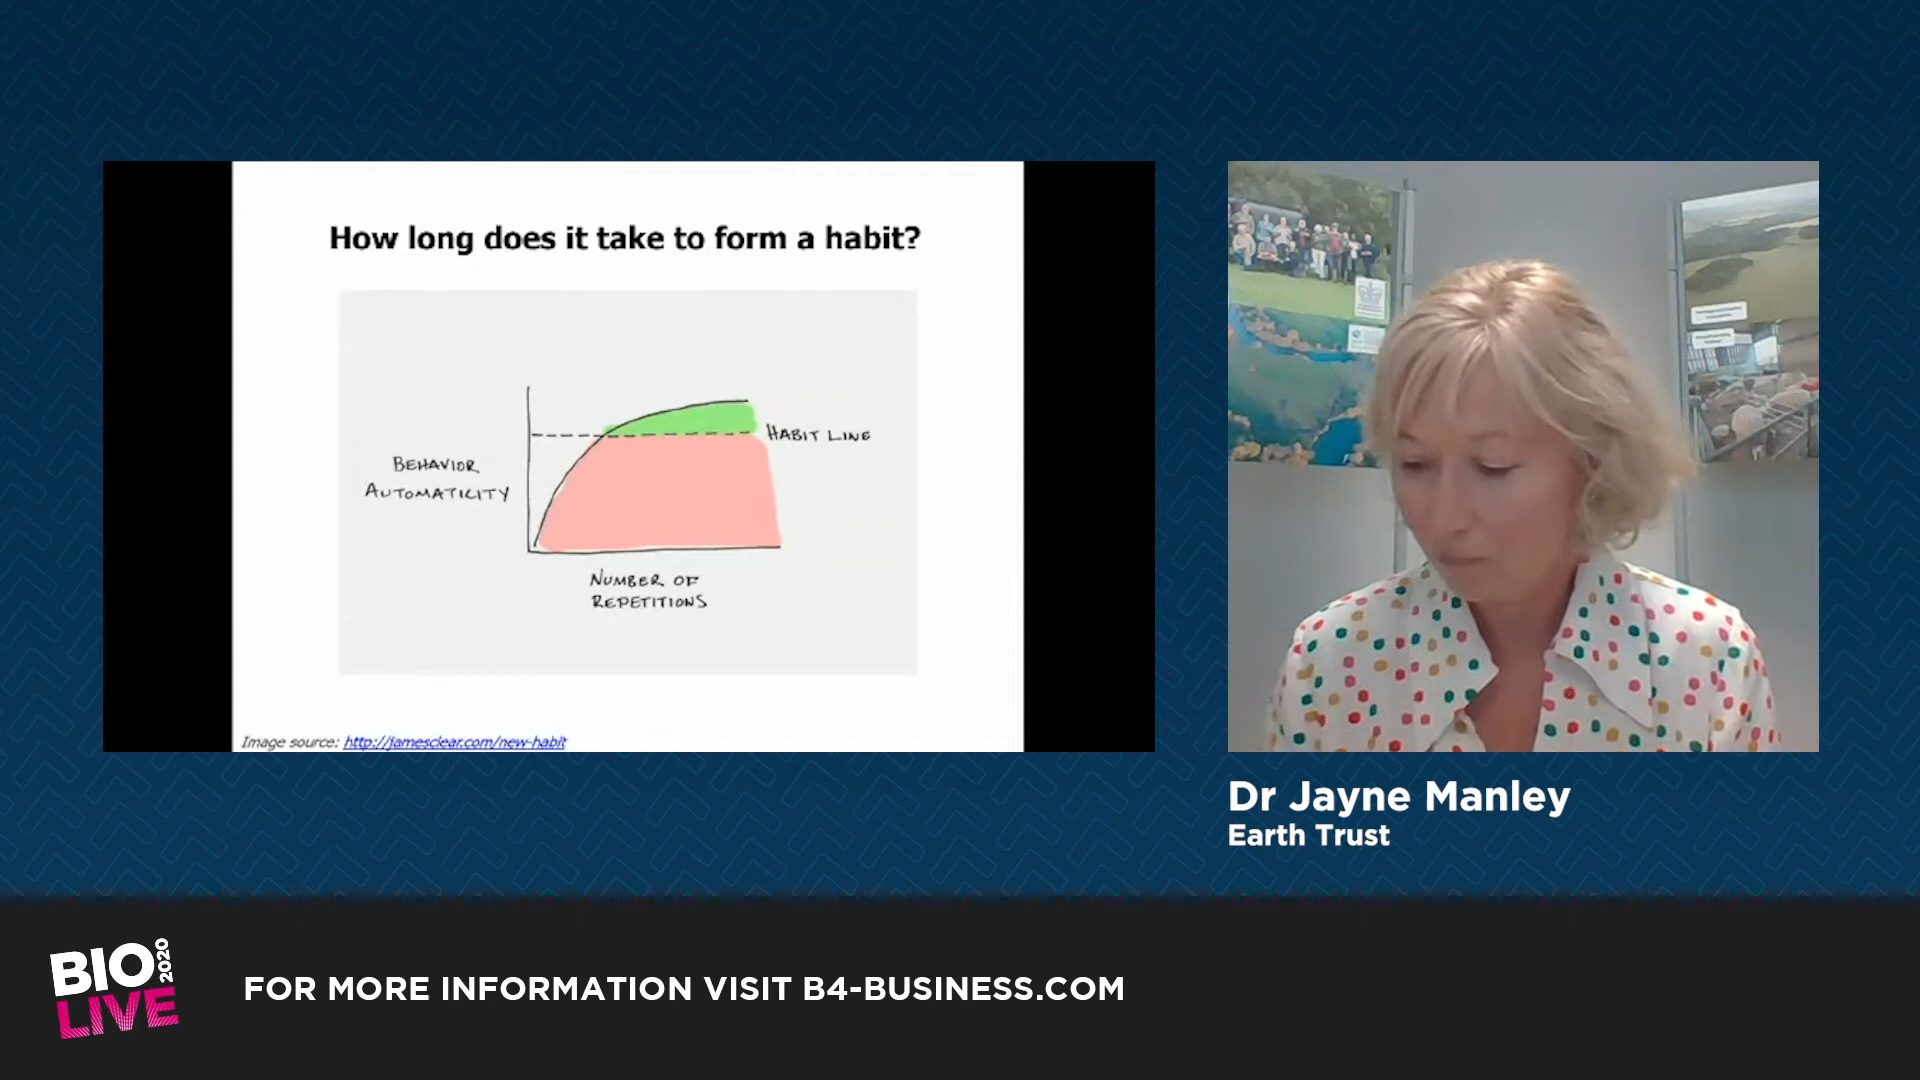 How long does it take to form a habit?
BEHAVIOR
AUTOMATICITY
HABIT LINE
NUMBER OF
REPETITIONS
Image source: http://jamesclear.com/new-habit
Dr Jayne Manley
Earth Trust
BIO 2020
LIVE
FOR MORE INFORMATION VISIT B4-BUSINESS.COM